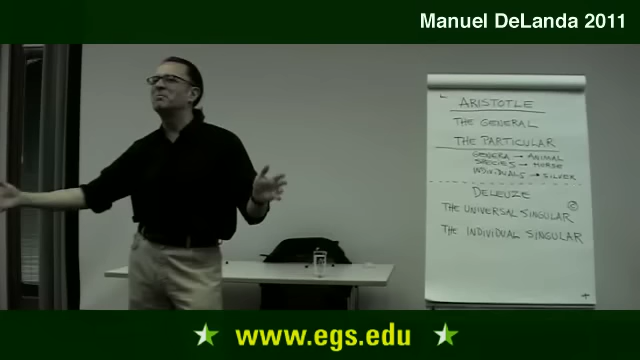 Manuel DeLanda 2011
ARISTOTLE
THE GENERAL
THE PARTICULAR
GENERA → ANIMAL
SPECIES → HORSE
INDIVIDUALS → SILVER
DELEUZE
©
THE UNIVERSAL SINGULAR
THE INDIVIDUAL SINGULAR
www.egs.edu